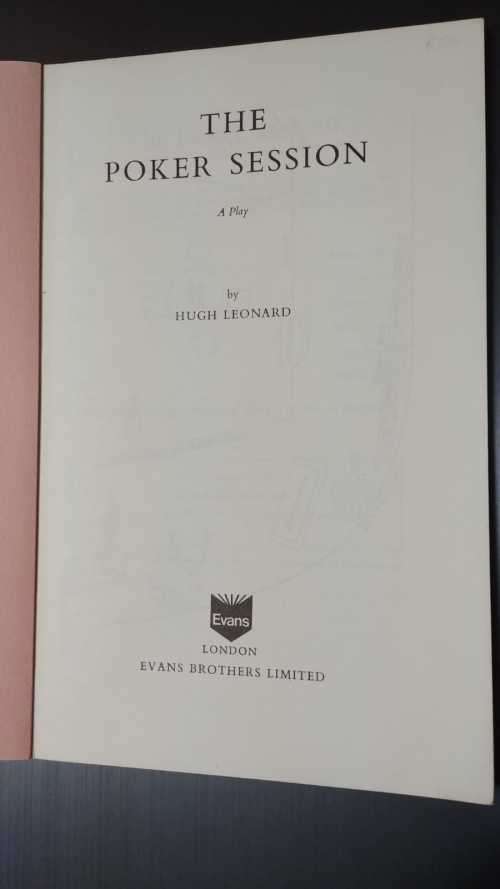 THE
POKER SESSION
A Play
by
HUGH LEONARD
Evans
LONDON
EVANS BROTHERS LIMITED